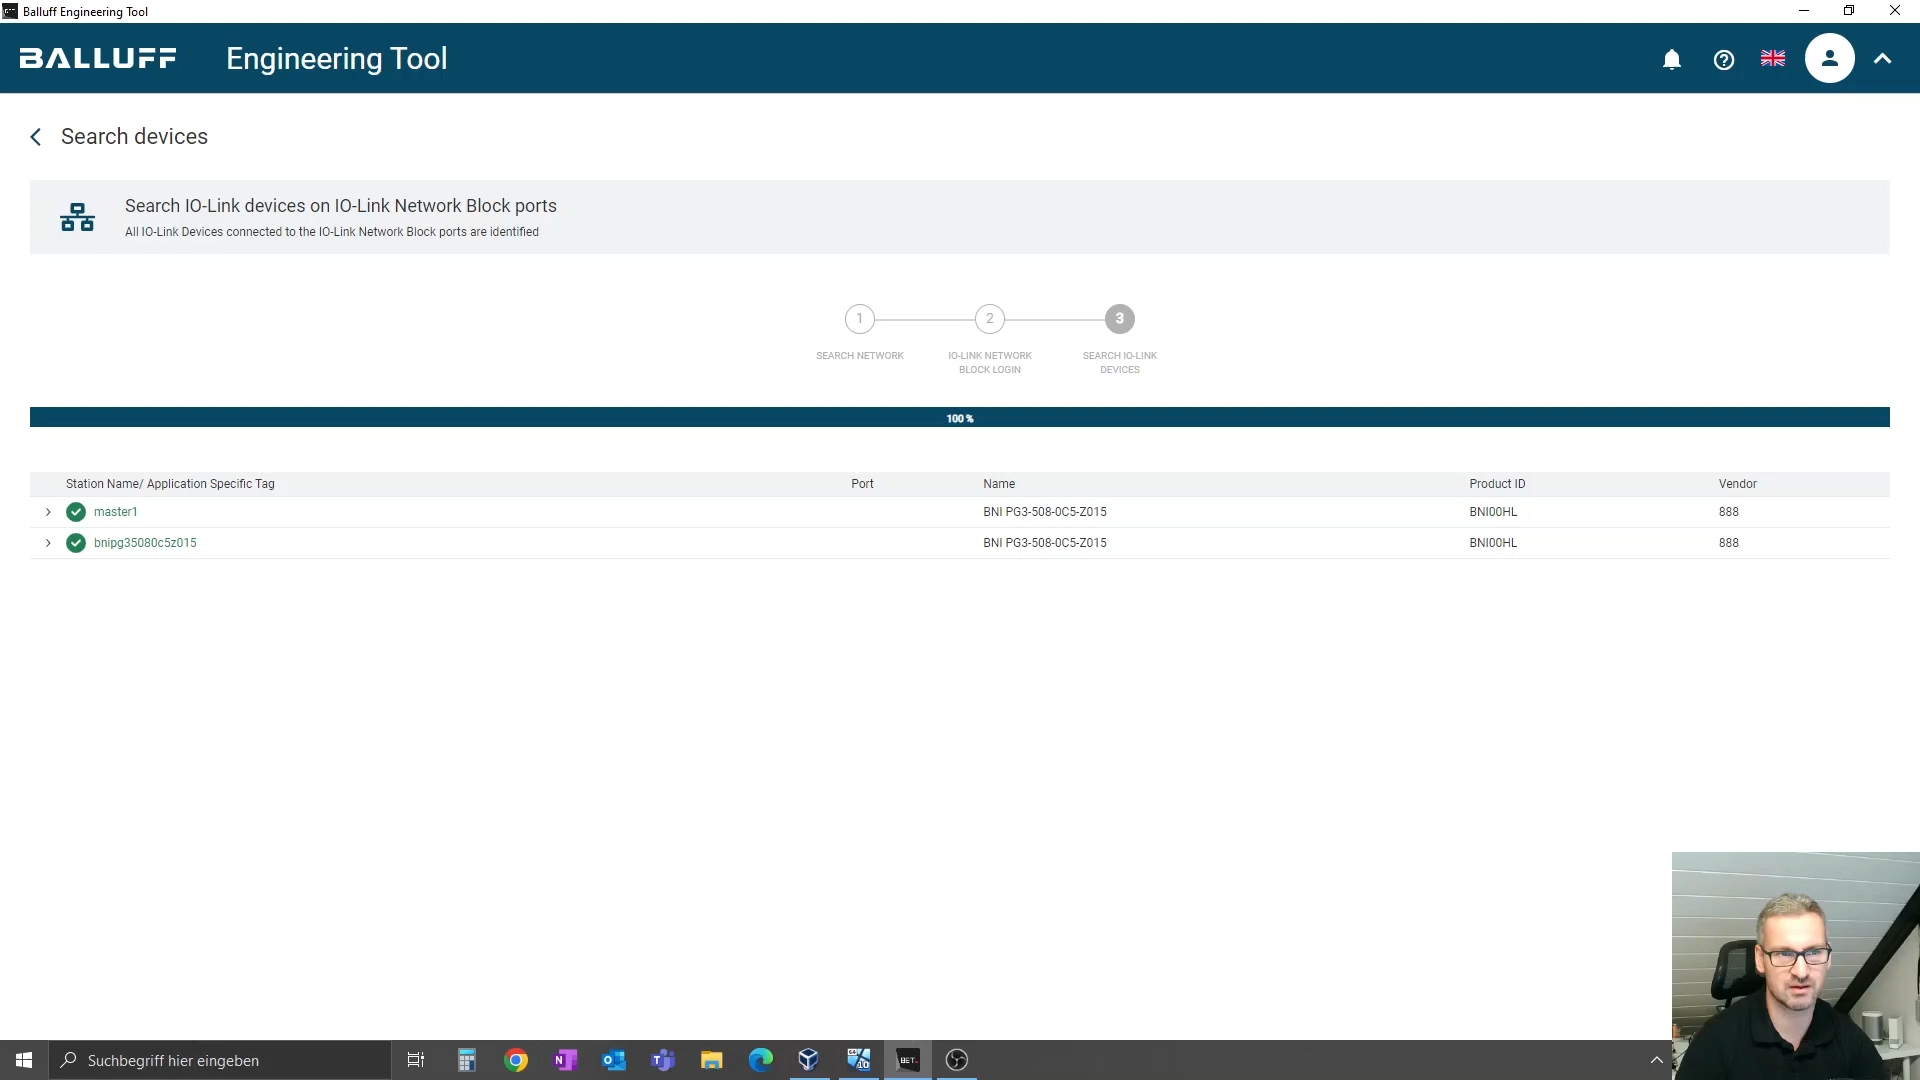 Balluff Engineering Tool
BALLUFF
Engineering Tool
Search devices
Search IO-Link devices on IO-Link Network Block ports
All IO-Link Devices connected to the IO-Link Network Block ports are identified
1
2
3
SEARCH NETWORK
IO-LINK NETWORK
BLOCK LOGIN
SEARCH IO-LINK
DEVICES
100 %
Station Name/ Application Specific Tag
Port
Name
Product ID
Vendor
master1
BNI PG3-508-0C5-Z015
BNI00HL
888
bnipg35080c5z015
BNI PG3-508-0C5-Z015
BNI00HL
888
Suchbegriff hier eingeben
BET